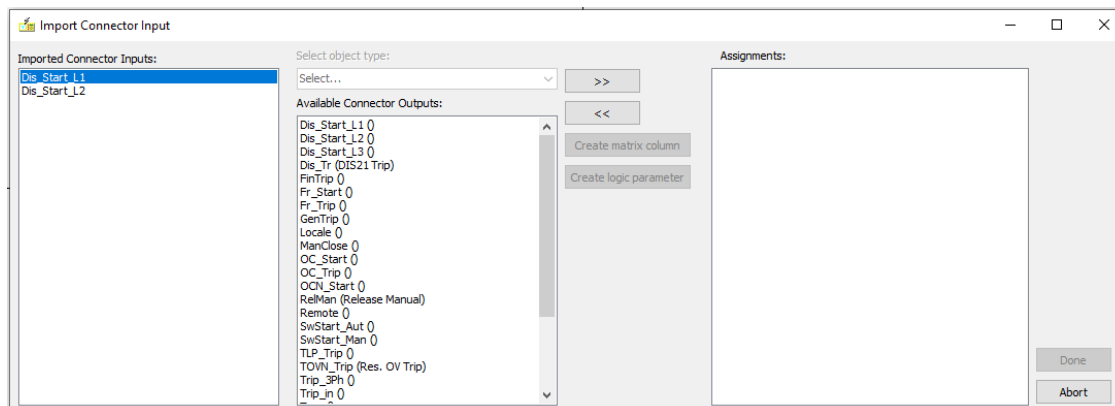 Import Connector Input
Imported Connector Inputs:
Dis_Start_L1
Dis_Start_L2
Select object type:
Select...
Available Connector Outputs:
Dis_Start_L1 ()
Dis_Start_L2 ()
Dis_Start_L3 ()
Dis_Tr (DIS21 Trip)
FinTrip ()
Fr_Start ()
Fr_Trip ()
GenTrip ()
Locale ()
ManClose ()
OC_Start ()
OC_Trip ()
OCN_Start ()
RelMan (Release Manual)
Remote ()
SwStart_Aut ()
SwStart_Man ()
TLP_Trip ()
TOVN_Trip (Res. OV Trip)
Trip_3Ph ()
Trip_in ()
>>
<<
Create matrix column
Create logic parameter
Assignments:
Done
Abort